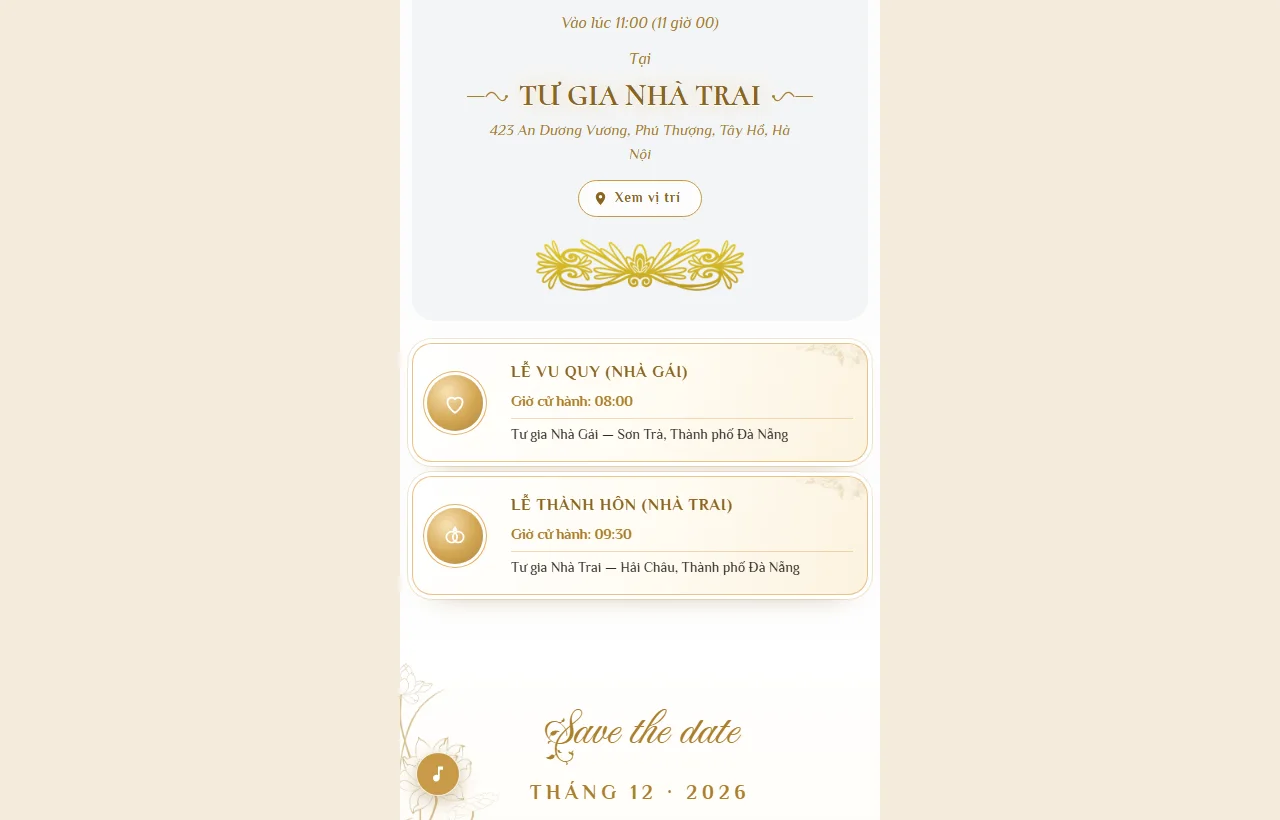 Vào lúc 11:00 (11 giờ 00)
Tại
TƯ GIA NHÀ TRAI
423 An Dương Vương, Phú Thượng, Tây Hồ, Hà
Nội
Xem vị trí
LỄ VU QUY (NHÀ GÁI)
Giờ cử hành: 08:00
Tư gia Nhà Gái — Sơn Trà, Thành phố Đà Nẵng
LỄ THÀNH HÔN (NHÀ TRAI)
Giờ cử hành: 09:30
Tư gia Nhà Trai — Hải Châu, Thành phố Đà Nẵng
Save the date
THÁNG 12 · 2026